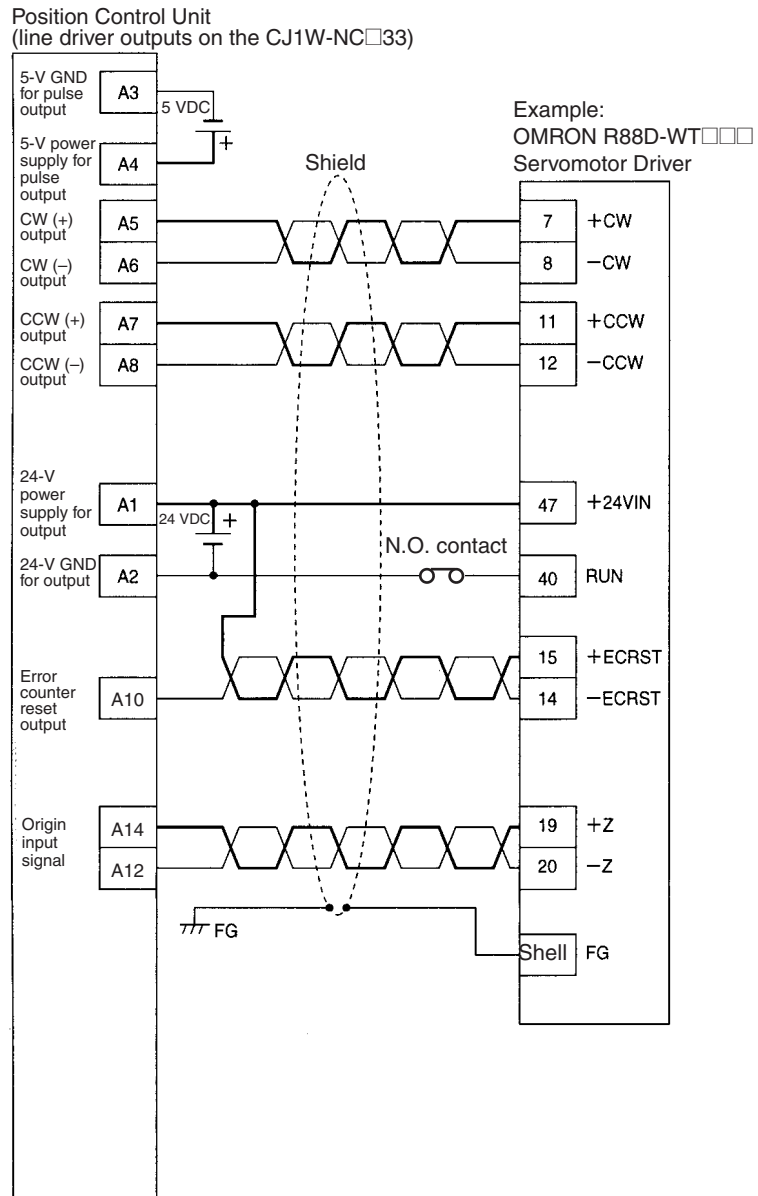 Position Control Unit
(line driver outputs on the CJ1W-NC□33)
5-V GND
for pulse
output
A3
5 VDC
+
5-V power
supply for
pulse
output
A4
Example:
OMRON R88D-WT□□□
Servomotor Driver
Shield
CW (+)
output
A5
7
+CW
CW (–)
output
A6
8
−CW
CCW (+)
output
A7
11
+CCW
CCW (–)
output
A8
12
−CCW
24-V
power
supply for
output
A1
24 VDC
+
47
+24VIN
24-V GND
for output
A2
N.O. contact
40
RUN
15
+ECRST
Error
counter
reset
output
A10
14
−ECRST
Origin
input
signal
A14
19
+Z
A12
20
−Z
FG
Shell
FG